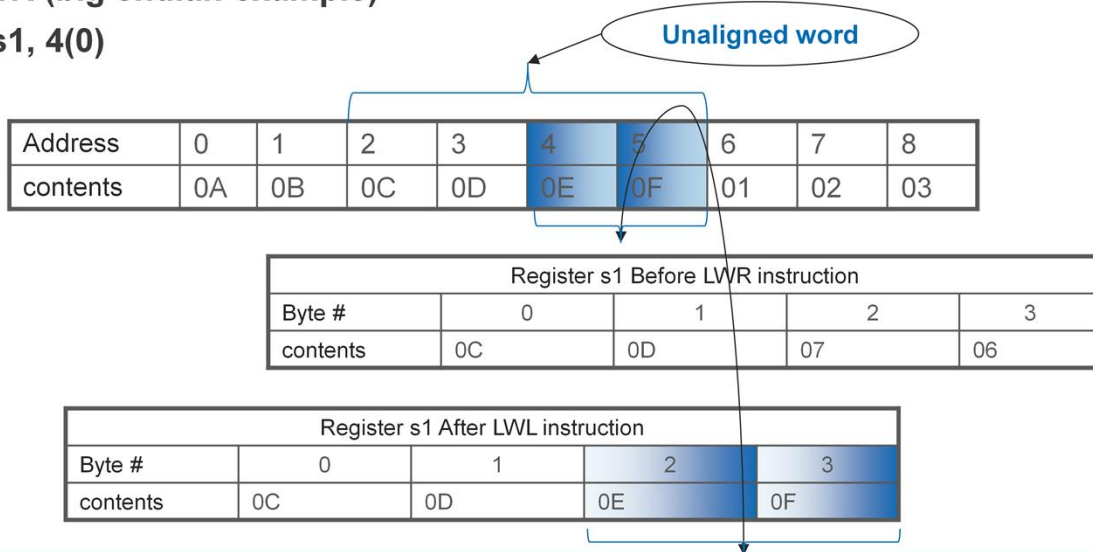 s1, 4(0)
Unaligned word
Address 0 1 2 3 4 5 6 7 8
contents 0A 0B 0C 0D 0E 0F 01 02 03
Register s1 Before LWR instruction
Byte # 0 1 2 3
contents 0C 0D 07 06
Register s1 After LWL instruction
Byte # 0 1 2 3
contents 0C 0D 0E 0F